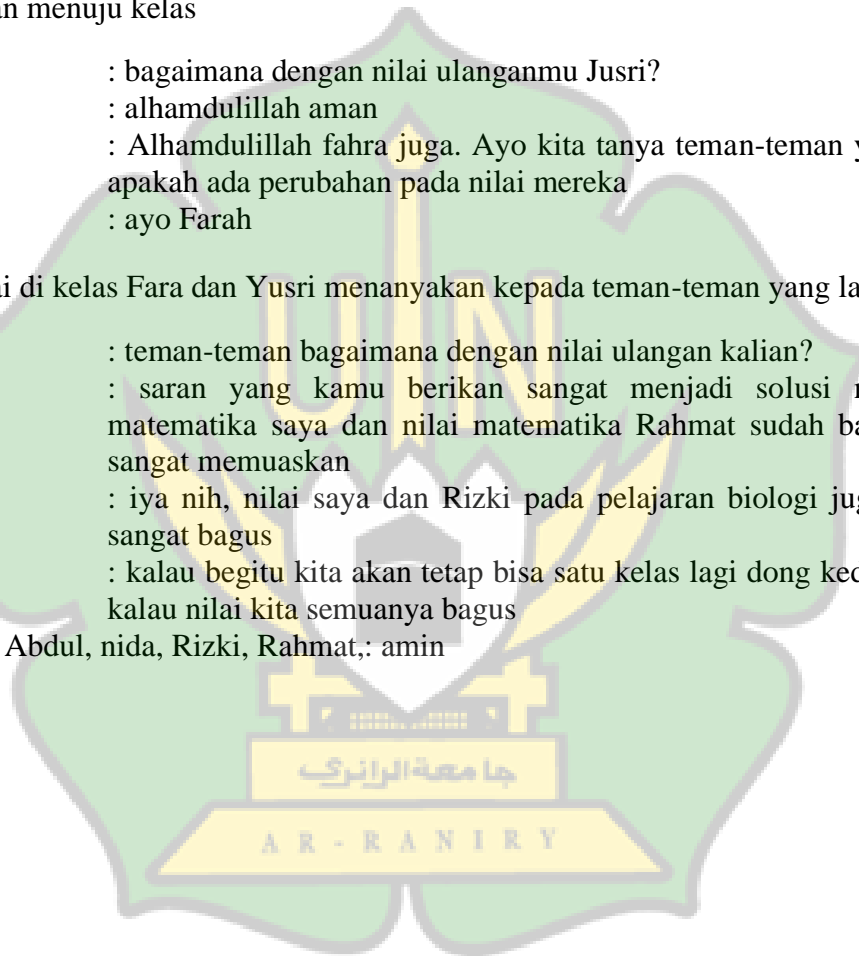 an menuju kelas
: bagaimana dengan nilai ulanganmu Jusri?
: alhamdulillah aman
: Alhamdulillah fahra juga. Ayo kita tanya teman-teman y
apakah ada perubahan pada nilai mereka
: ayo Farah
ai di kelas Fara dan Yusri menanyakan kepada teman-teman yang la
: teman-teman bagaimana dengan nilai ulangan kalian?
: saran yang kamu berikan sangat menjadi solusi n
matematika saya dan nilai matematika Rahmat sudah ba
sangat memuaskan
: iya nih, nilai saya dan Rizki pada pelajaran biologi jug
sangat bagus
: kalau begitu kita akan tetap bisa satu kelas lagi dong ked
kalau nilai kita semuanya bagus
Abdul, nida, Rizki, Rahmat,: amin
UIN
جامعة الرانري
AR-RANIRY